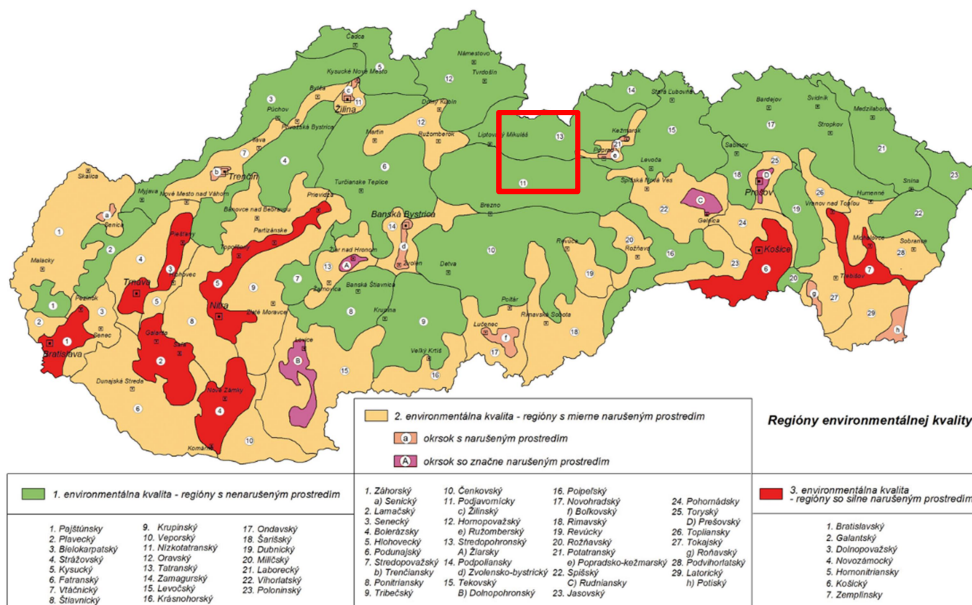 Čadca
Námestovo
Kysucké Nové Mesto
Tvrdošín
Bytča
Žilina
Dolný Kubín
Stará Ľubovňa
Bardejov
Svidník
Medzilaborce
Stropkov
Púchov
Považská Bystrica
Martin
Ružomberok
Liptovský Mikuláš
Kežmarok
Poprad
Sabinov
Levoča
Ilava
Trenčín
Skalica
Nové Mesto nad Váhom
Myjava
Senica
Prievidza
Turčianske Teplice
Spišská Nová Ves
Prešov
Snina
Humenné
Vranov nad Topľou
Bánovce nad Bebravou
Partizánske
Banská Bystrica
Brezno
Gelnica
Piešťany
Topoľčany
Žiar nad Hronom
Zvolen
Detva
Revúca
Rožňava
Košice
Michalovce
Sobrance
Malacky
Hlohovec
Trnava
Nitra
Žarnovica
Banská Štiavnica
Trebišov
Pezinok
Zlaté Moravce
Krupina
Poltár
Rimavská Sobota
Lučenec
Bratislava
Senec
Galanta
Šaľa
Levice
Veľký Krtíš
Dunajská Streda
Nové Zámky
Komárno
Regióny environmentálnej kvality
2. environmentálna kvalita - regióny s mierne narušeným prostredím
a okrsok s narušeným prostredím
A okrsok so značne narušeným prostredím
1. environmentálna kvalita - regióny s nenarušeným prostredím
1. Pajštúnsky
2. Plavecký
3. Bielokarpatský
4. Strážovský
5. Kysucký
6. Fatranský
7. Vtáčnický
8. Štiavnický
9. Krupinský
10. Veporský
11. Nízkotatranský
12. Oravský
13. Tatranský
14. Zamagurský
15. Levočský
16. Krásnohorský
17. Ondavský
18. Šarišský
19. Dubnický
20. Miličský
21. Laborecký
22. Vihorlatský
23. Poloninský
1. Záhorský
a) Senický
2. Lamačský
3. Senecký
4. Bolerázsky
5. Hlohovecký
6. Podunajský
7. Stredopovažský
b) Trenčiansky
8. Ponitriansky
9. Tribečský
10. Čenkovský
11. Podjavornícky
c) Žilinský
12. Hornopovažský
e) Ružomberský
13. Stredopohronský
A) Žiarsky
14. Podpoliansky
d) Zvolensko-bystrický
15. Tekovský
B) Dolnopohronský
16. Poipeľský
17. Novohradský
f) Boľkovský
18. Rimavský
19. Revúcky
20. Rožňavský
21. Potatranský
e) Popradsko-kežmarský
22. Spišský
C) Rudniansky
23. Jasovský
24. Pohornádsky
25. Toryský
D) Prešovský
26. Topliansky
27. Tokajský
g) Roňavský
28. Podvihorlatský
29. Latorický
h) Potiský
3. environmentálna kvalita
- regióny so silne narušeným prostredím
1. Bratislavský
2. Galantský
3. Dolnopovažský
4. Novozámocký
5. Hornonitriansky
6. Košický
7. Zemplínsky